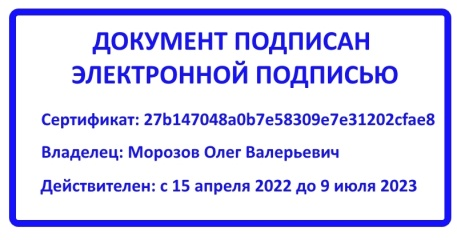 ДОКУМЕНТ ПОДПИСАН
ЭЛЕКТРОННОЙ ПОДПИСЬЮ
Сертификат: 27b147048a0b7e58309e7e31202cfae8
Владелец: Морозов Олег Валерьевич
Действителен: с 15 апреля 2022 до 9 июля 2023